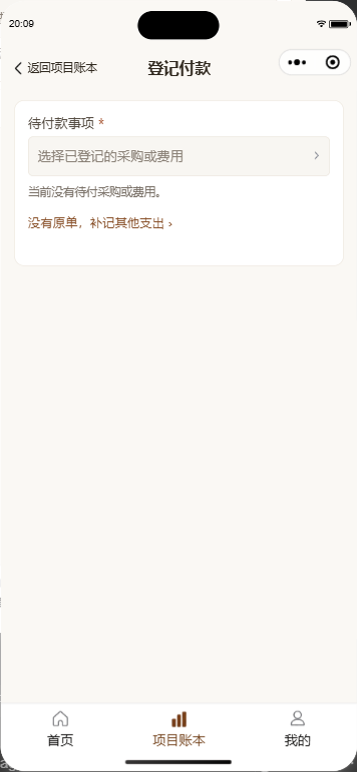 20:09
返回项目账本
登记付款
待付款事项 *
选择已登记的采购或费用
当前没有待付采购或费用。
没有原单，补记其他支出 ›
首页
项目账本
我的